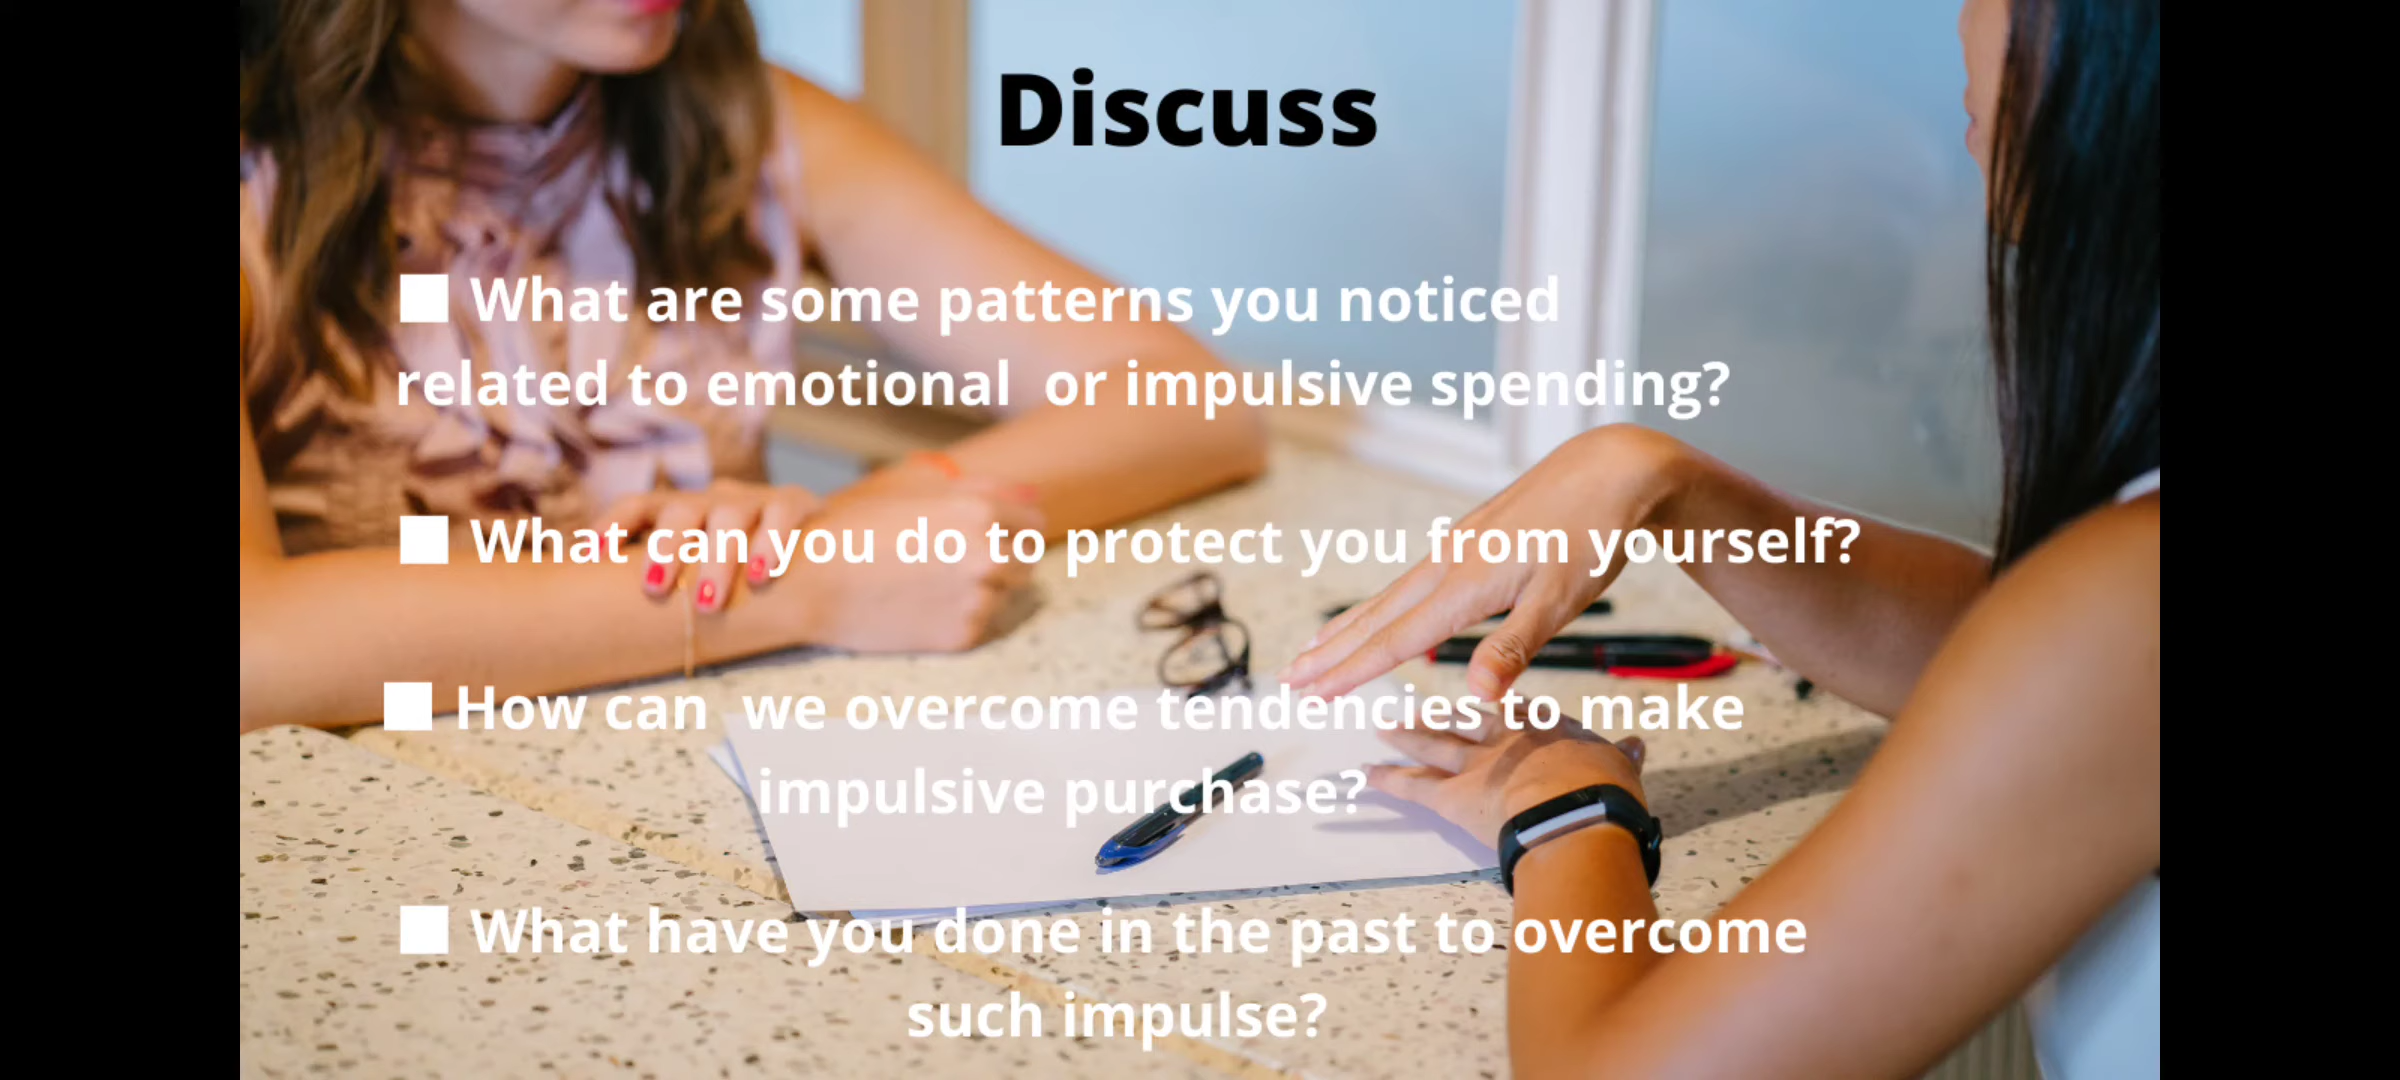 Discuss
■ What are some patterns you noticed
related to emotional  or impulsive spending?
■ What can you do to protect you from yourself?
■ How can  we overcome tendencies to make
impulsive purchase?
■ What have you done in the past to overcome
such impulse?